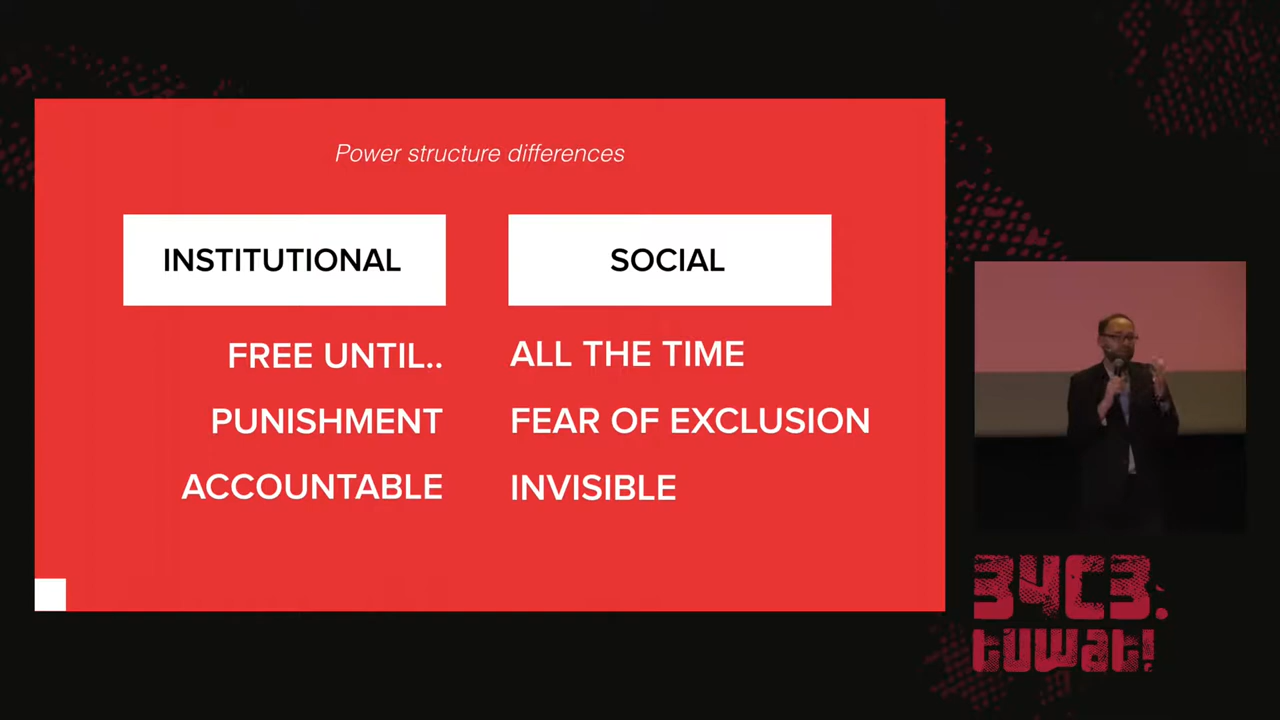 Power structure differences
INSTITUTIONAL
SOCIAL
FREE UNTIL..
ALL THE TIME
PUNISHMENT
FEAR OF EXCLUSION
ACCOUNTABLE
INVISIBLE
34C3.
tuwat!